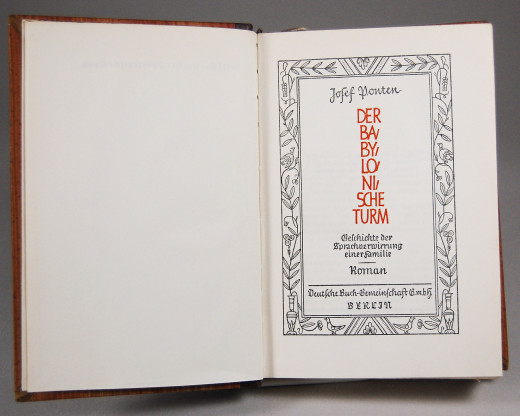 Josef Ponten
DER
BA/
BY/
LO/
NI/
SCHE
TURM
Geschichte der
Sprachverwirrung
einer Familie
Roman
Deutsche Buch-Gemeinschaft G.m.b.H.
BERLIN